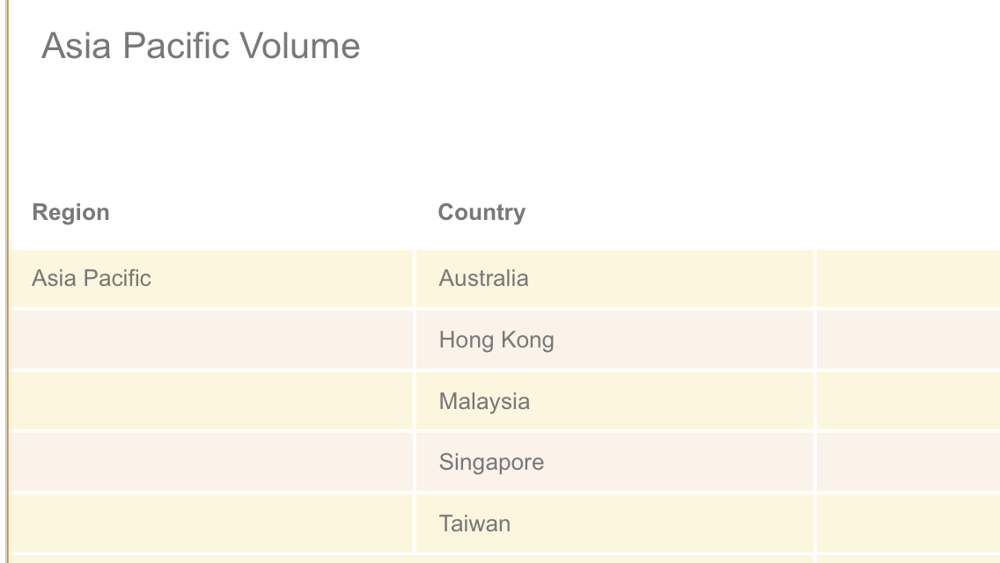 Asia Pacific Volume
Region Country
Asia Pacific Australia
Hong Kong
Malaysia
Singapore
Taiwan